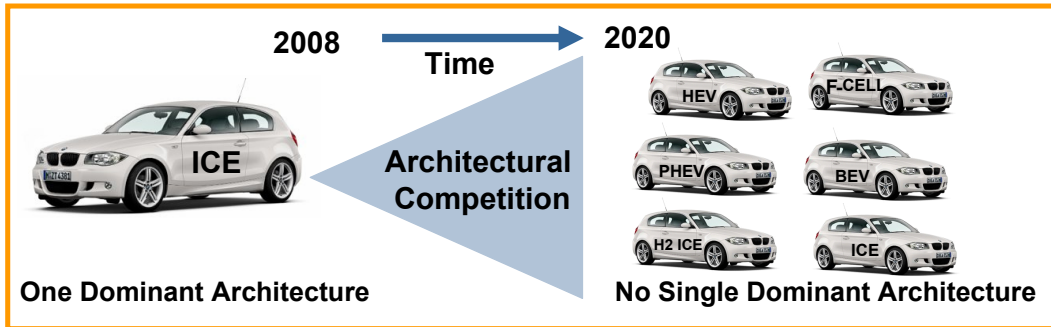 2008
2020
Time
ICE
Architectural
Competition
HEV
F-CELL
PHEV
BEV
H2 ICE
ICE
One Dominant Architecture
No Single Dominant Architecture